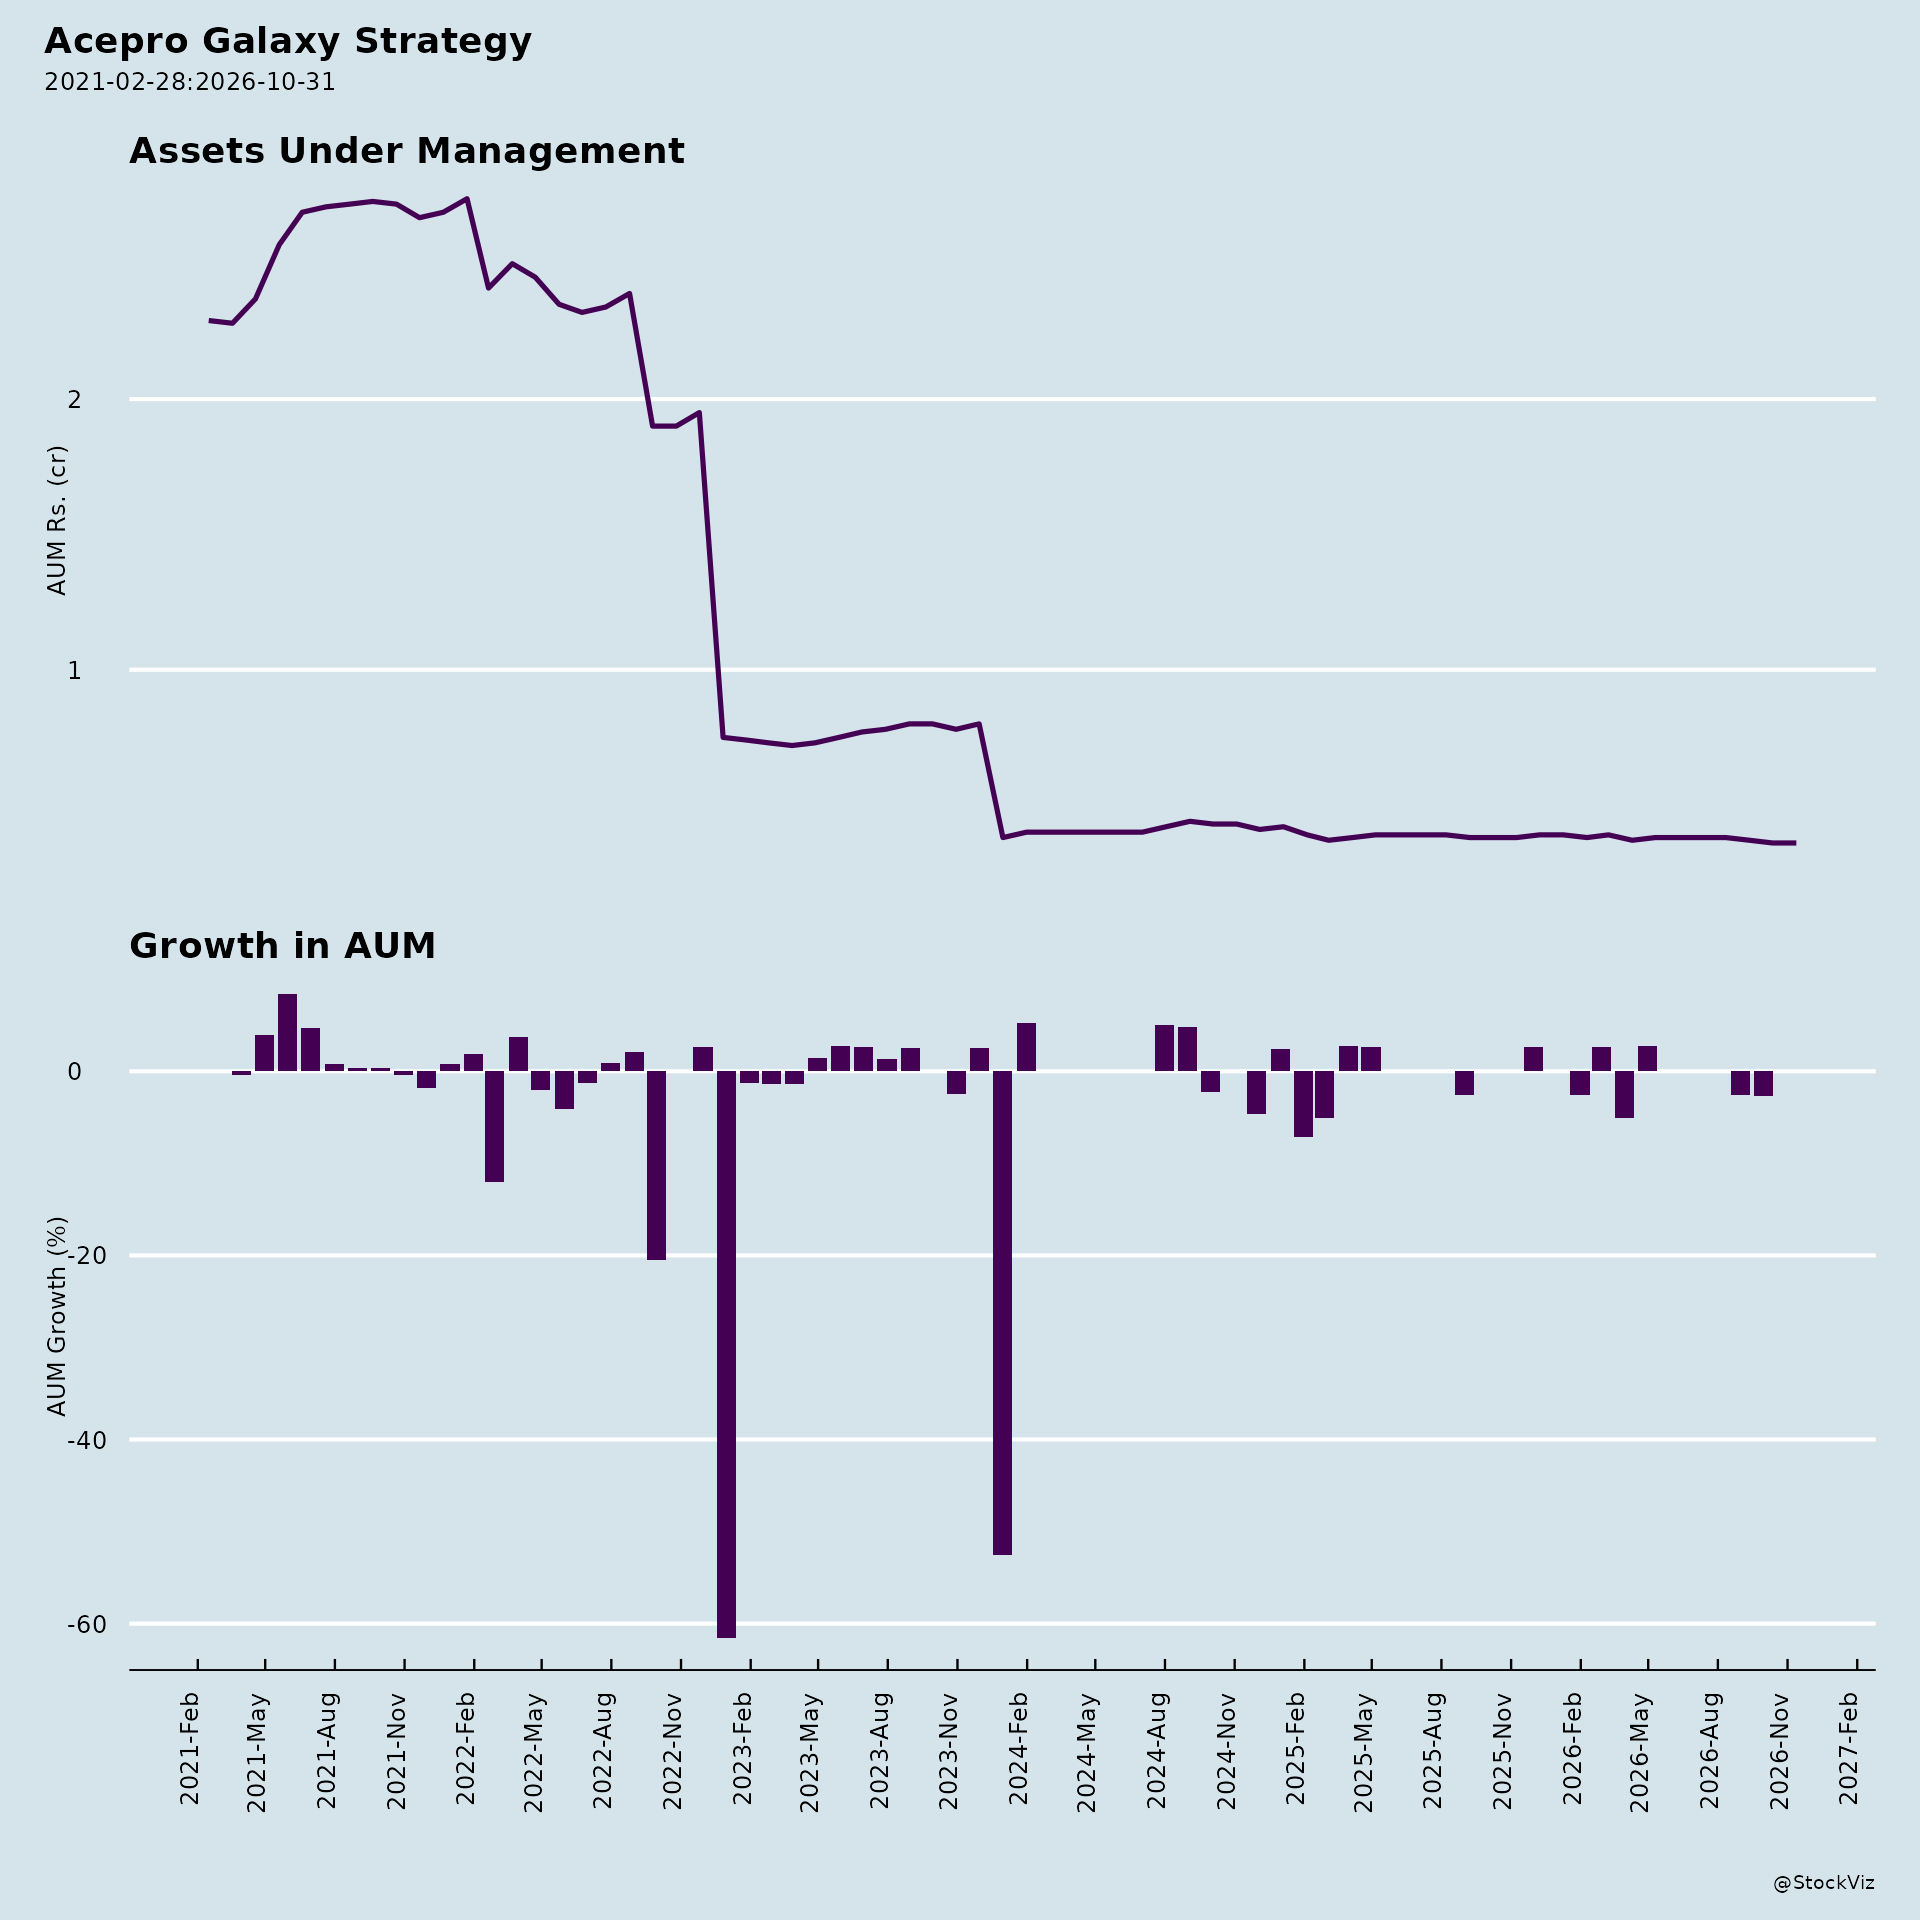 Acepro Galaxy Strategy
2021-02-28:2026-10-31
Assets Under Management
AUM Rs. (cr)
2
1
Growth in AUM
AUM Growth (%)
0
-20
-40
-60
2021-Feb
2021-May
2021-Aug
2021-Nov
2022-Feb
2022-May
2022-Aug
2022-Nov
2023-Feb
2023-May
2023-Aug
2023-Nov
2024-Feb
2024-May
2024-Aug
2024-Nov
2025-Feb
2025-May
2025-Aug
2025-Nov
2026-Feb
2026-May
2026-Aug
2026-Nov
2027-Feb
@StockViz